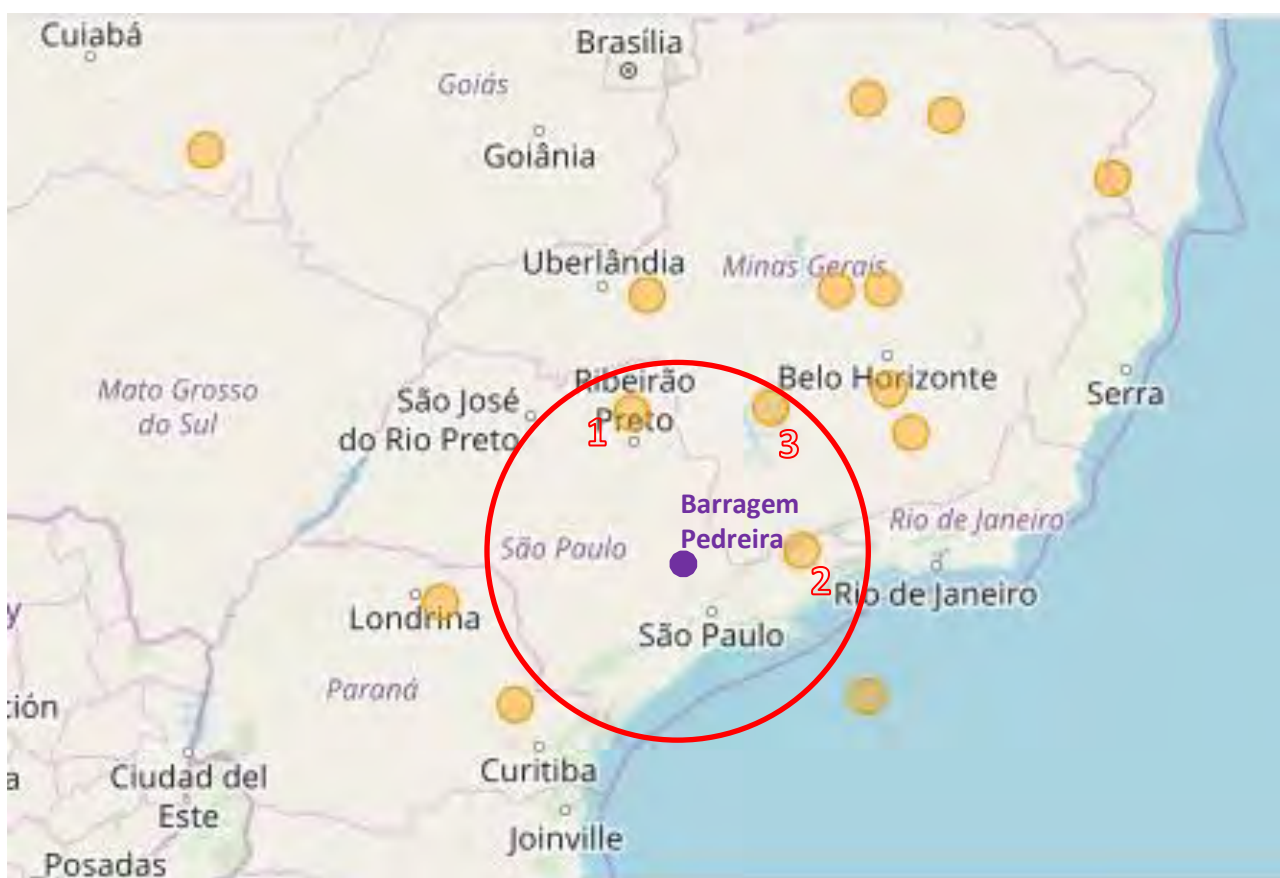 Cuiabá
Brasília
Goiás
Goiânia
Uberlândia
Minas Gerais
Ribeirão
Preto
1
Belo Horizonte
3
Serra
Mato Grosso
do Sul
São José
do Rio Preto
Barragem
Pedreira
São Paulo
Rio de Janeiro
2
Rio de Janeiro
Londrina
São Paulo
y
Paraná
ión
Curitiba
a
Ciudad del
Este
Joinville
Posadas